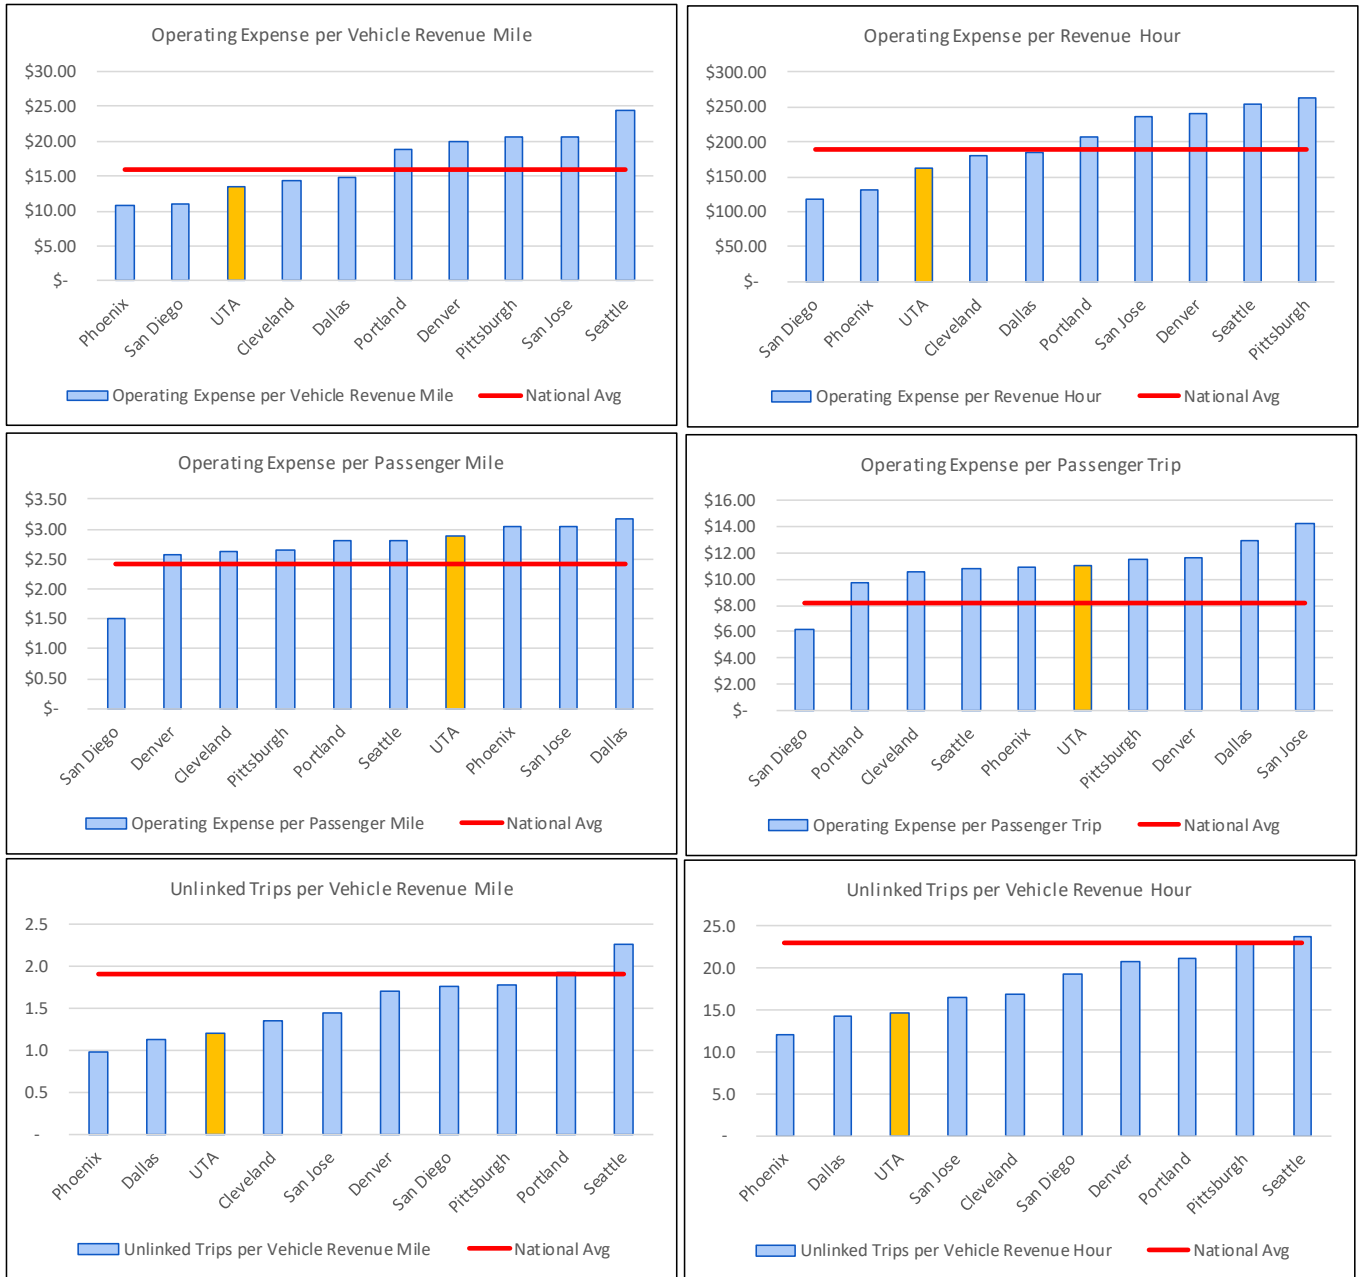 Operating Expense per Vehicle Revenue Mile
$30.00
$25.00
$20.00
$15.00
$10.00
$5.00
$-
Phoenix
San Diego
UTA
Cleveland
Dallas
Portland
Denver
Pittsburgh
San Jose
Seattle
Operating Expense per Vehicle Revenue Mile
National Avg
Operating Expense per Revenue Hour
$300.00
$250.00
$200.00
$150.00
$100.00
$50.00
$-
San Diego
Phoenix
UTA
Cleveland
Dallas
Portland
San Jose
Denver
Seattle
Pittsburgh
Operating Expense per Revenue Hour
National Avg
Operating Expense per Passenger Mile
$3.50
$3.00
$2.50
$2.00
$1.50
$1.00
$0.50
$-
San Diego
Denver
Cleveland
Pittsburgh
Portland
Seattle
UTA
Phoenix
San Jose
Dallas
Operating Expense per Passenger Mile
National Avg
Operating Expense per Passenger Trip
$16.00
$14.00
$12.00
$10.00
$8.00
$6.00
$4.00
$2.00
$-
San Diego
Portland
Cleveland
Seattle
Phoenix
UTA
Pittsburgh
Denver
Dallas
San Jose
Operating Expense per Passenger Trip
National Avg
Unlinked Trips per Vehicle Revenue Mile
2.5
2.0
1.5
1.0
0.5
-
Phoenix
Dallas
UTA
Cleveland
San Jose
Denver
San Diego
Pittsburgh
Portland
Seattle
Unlinked Trips per Vehicle Revenue Mile
National Avg
Unlinked Trips per Vehicle Revenue Hour
25.0
20.0
15.0
10.0
5.0
-
Phoenix
Dallas
UTA
San Jose
Cleveland
San Diego
Denver
Portland
Pittsburgh
Seattle
Unlinked Trips per Vehicle Revenue Hour
National Avg